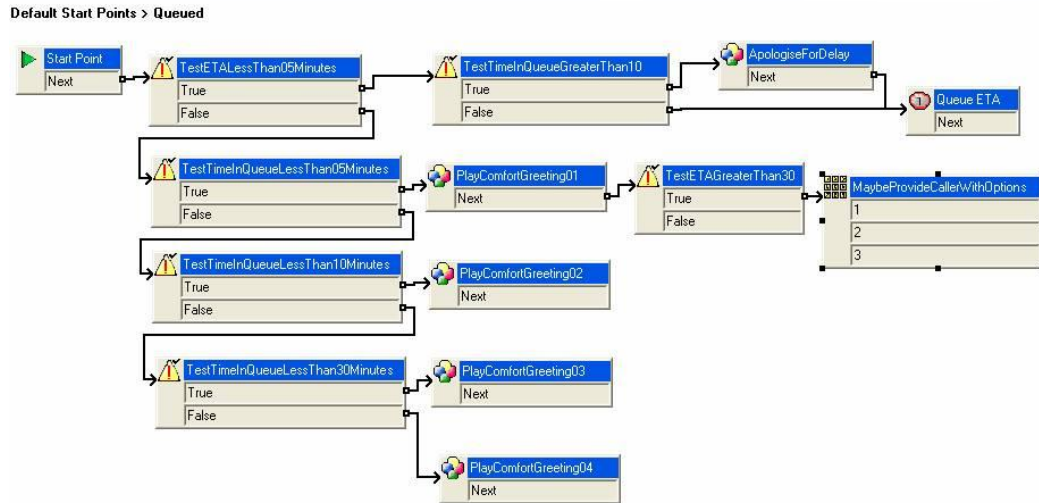 Default Start Points > Queued
Start Point
Next
TestETALessThan05Minutes
True
False
TestTimeInQueueGreaterThan10
True
False
ApologiseForDelay
Next
1
Queue ETA
Next
TestTimeInQueueLessThan05Minutes
True
False
PlayComfortGreeting01
Next
TestETAGreaterThan30
True
False
MaybeProvideCallerWithOptions
1
2
3
TestTimeInQueueLessThan10Minutes
True
False
PlayComfortGreeting02
Next
TestTimeInQueueLessThan30Minutes
True
False
PlayComfortGreeting03
Next
PlayComfortGreeting04
Next